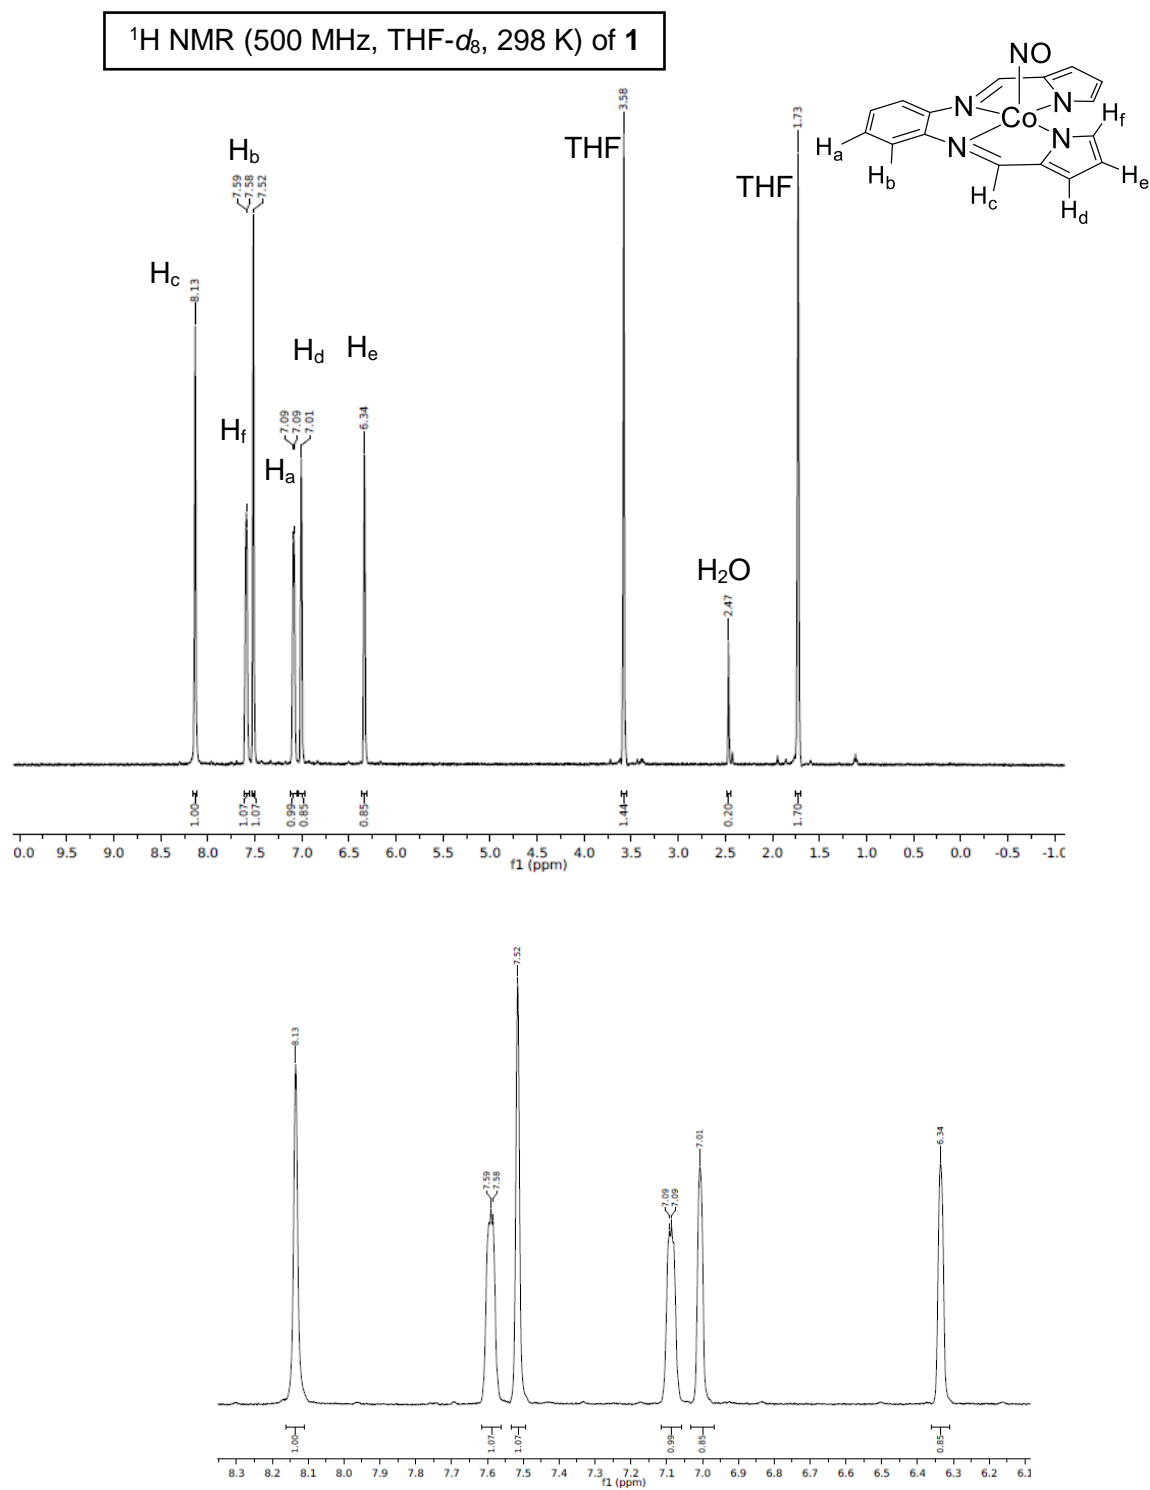 ¹H NMR (500 MHz, THF-d₈, 298 K) of 1
NO
N
N
Co
N
N
Hf
Ha
Hb
Hc
Hd
He
Hc
8.13
Hb
7.59
7.58
7.52
Hf
Ha
7.09
7.09
7.01
Hd
He
6.34
THF
3.58
H₂O
2.47
THF
1.73
1.00
1.07
1.07
0.99
0.85
0.85
1.44
0.20
1.70
0.0 9.5 9.0 8.5 8.0 7.5 7.0 6.5 6.0 5.5 5.0 4.5 4.0 3.5 3.0 2.5 2.0 1.5 1.0 0.5 0.0 -0.5 -1.0
f1 (ppm)
8.13
7.59
7.58
7.52
7.09
7.09
7.01
6.34
1.00
1.07
1.07
0.99
0.85
0.85
8.3 8.2 8.1 8.0 7.9 7.8 7.7 7.6 7.5 7.4 7.3 7.2 7.1 7.0 6.9 6.8 6.7 6.6 6.5 6.4 6.3 6.2 6.1
f1 (ppm)